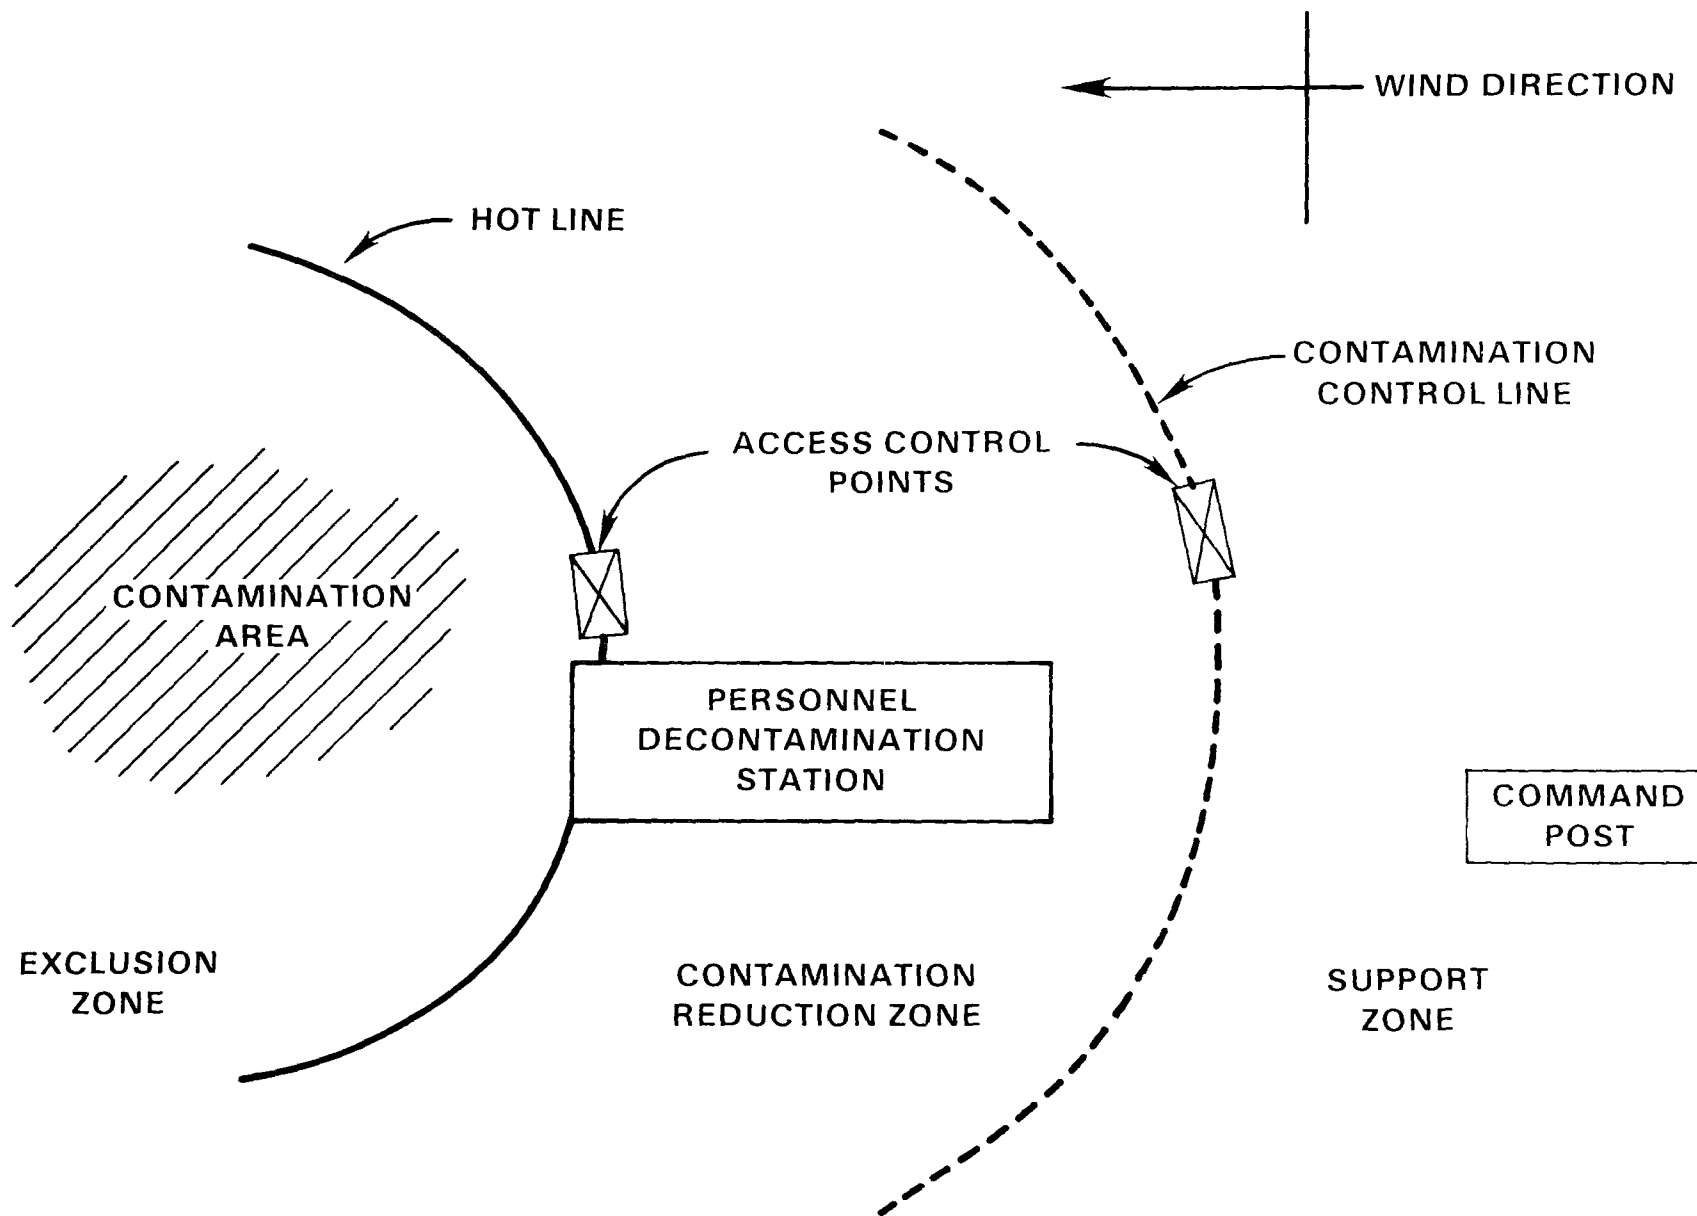 WIND DIRECTION
HOT LINE
CONTAMINATION
CONTROL LINE
ACCESS CONTROL
POINTS
CONTAMINATION
AREA
PERSONNEL
DECONTAMINATION
STATION
COMMAND
POST
EXCLUSION
ZONE
CONTAMINATION
REDUCTION ZONE
SUPPORT
ZONE